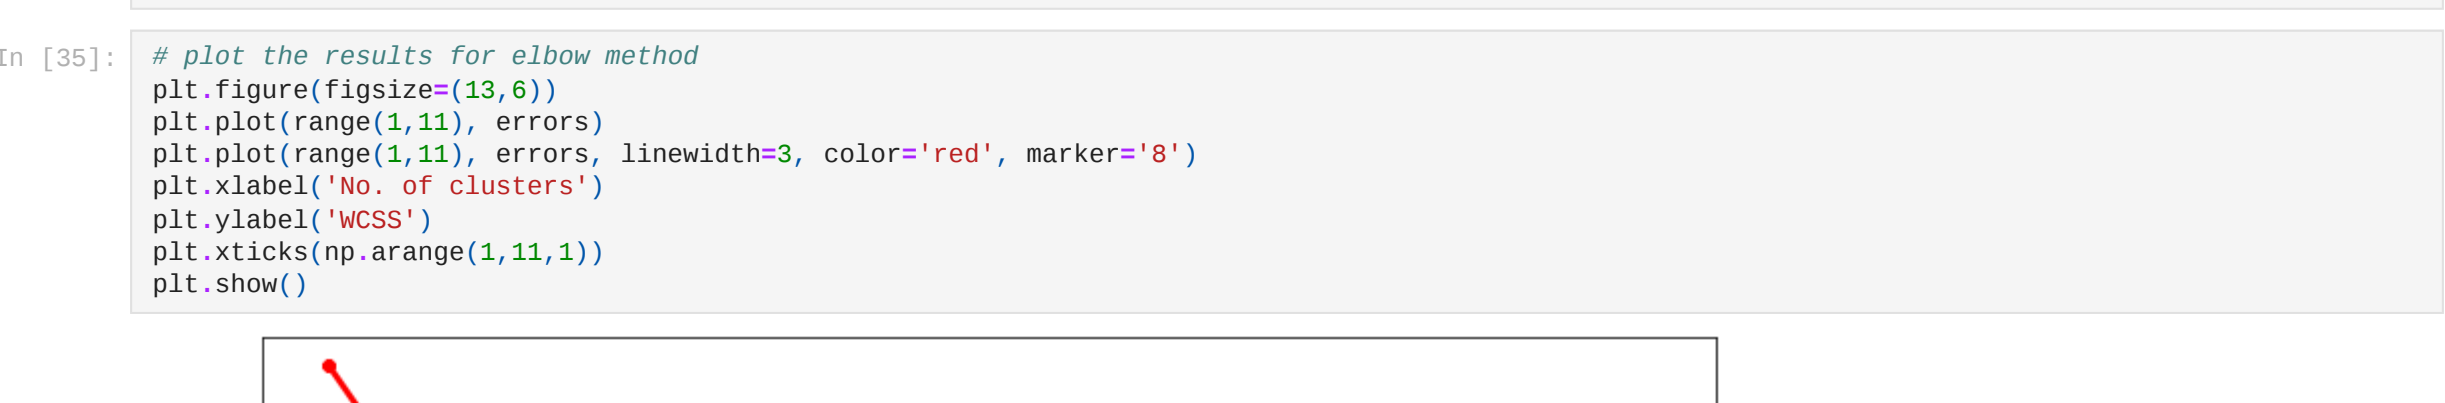 In [35]:
# plot the results for elbow method
plt.figure(figsize=(13,6))
plt.plot(range(1,11), errors)
plt.plot(range(1,11), errors, linewidth=3, color='red', marker='8')
plt.xlabel('No. of clusters')
plt.ylabel('WCSS')
plt.xticks(np.arange(1,11,1))
plt.show()